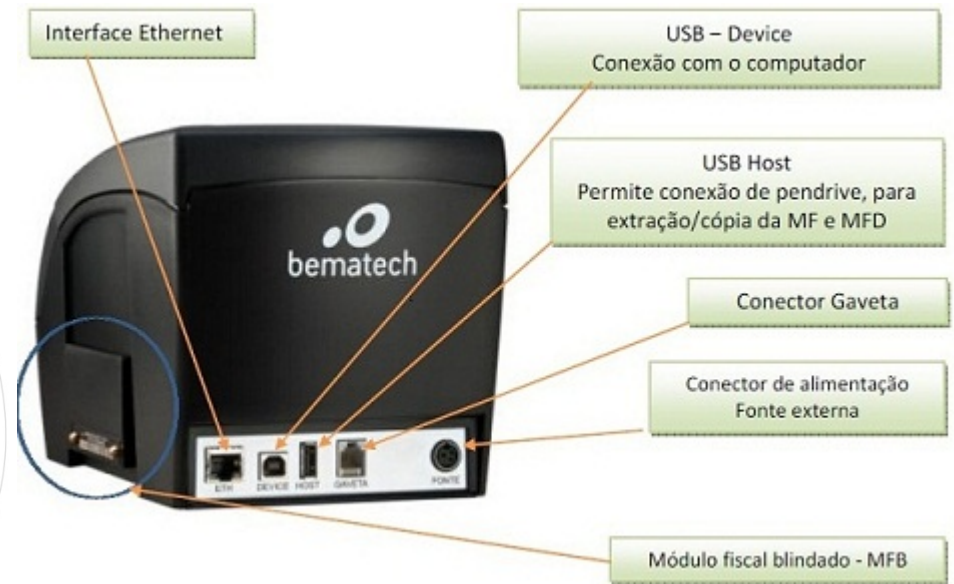 Interface Ethernet
USB – Device
Conexão com o computador
USB Host
Permite conexão de pendrive, para
extração/cópia da MF e MFD
bematech
Conector Gaveta
Conector de alimentação
Fonte externa
ETH DEVICE HOST GAVETA FONTE
Módulo fiscal blindado - MFB